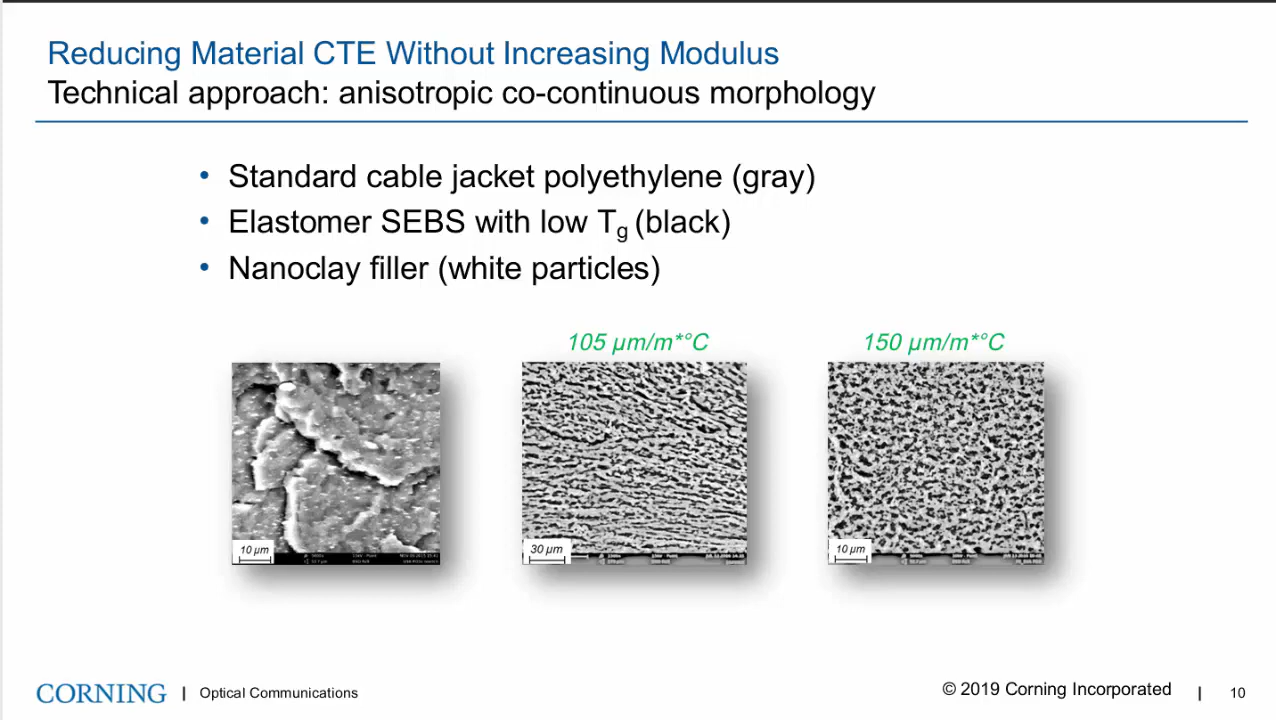 Reducing Material CTE Without Increasing Modulus
Technical approach: anisotropic co-continuous morphology
• Standard cable jacket polyethylene (gray)
• Elastomer SEBS with low Tg (black)
• Nanoclay filler (white particles)
105 µm/m*°C
150 µm/m*°C
10 µm
30 µm
10 µm
CORNING | Optical Communications
© 2019 Corning Incorporated | 10